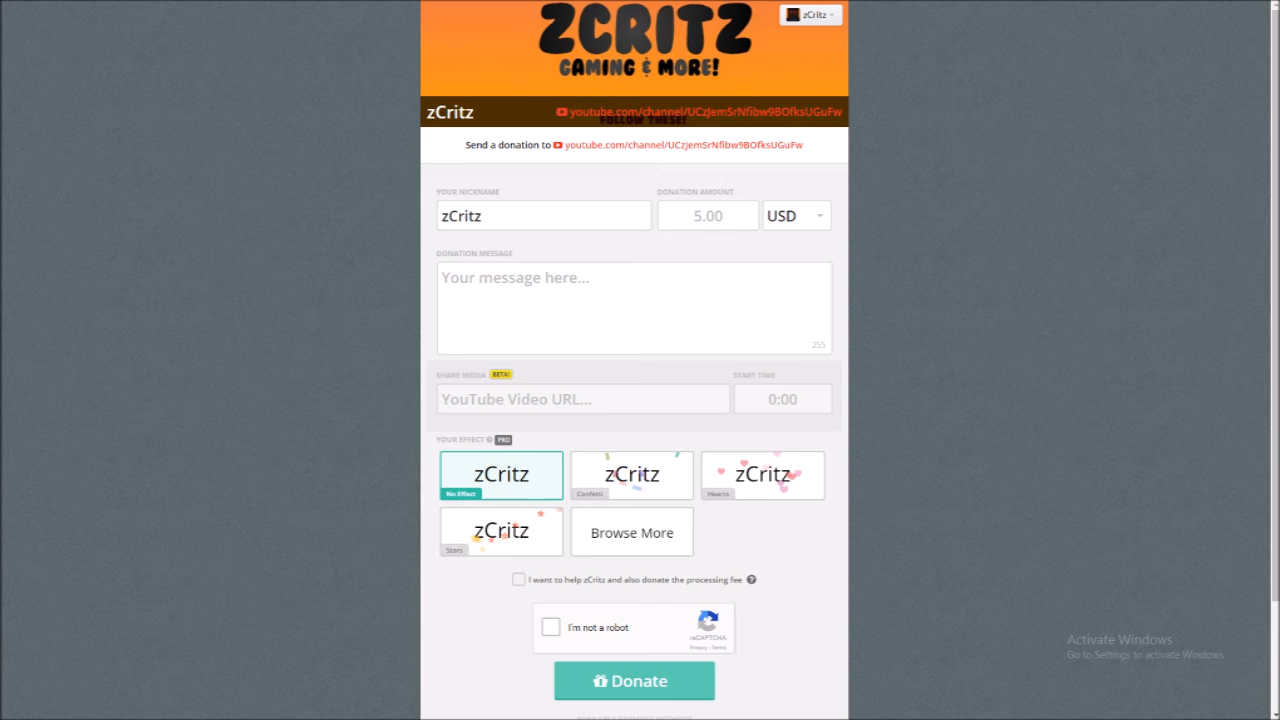 ZCRITZ
GAMING & MORE!
zCritz
zCritz
youtube.com/channel/UCzJemSrNfibw9BOfksUGuFw
FOLLOW THESE!
Send a donation to youtube.com/channel/UCzJemSrNfibw9BOfksUGuFw
YOUR NICKNAME
DONATION AMOUNT
zCritz
5.00
USD
DONATION MESSAGE
Your message here...
255
SHARE MEDIA BETA!
START TIME
YouTube Video URL...
0:00
YOUR EFFECT PRO
zCritz
No Effect
zCritz
Confetti
zCritz
Hearts
zCritz
Stars
Browse More
I want to help zCritz and also donate the processing fee
I'm not a robot
reCAPTCHA
Privacy - Terms
Donate
Activate Windows
Go to Settings to activate Windows.